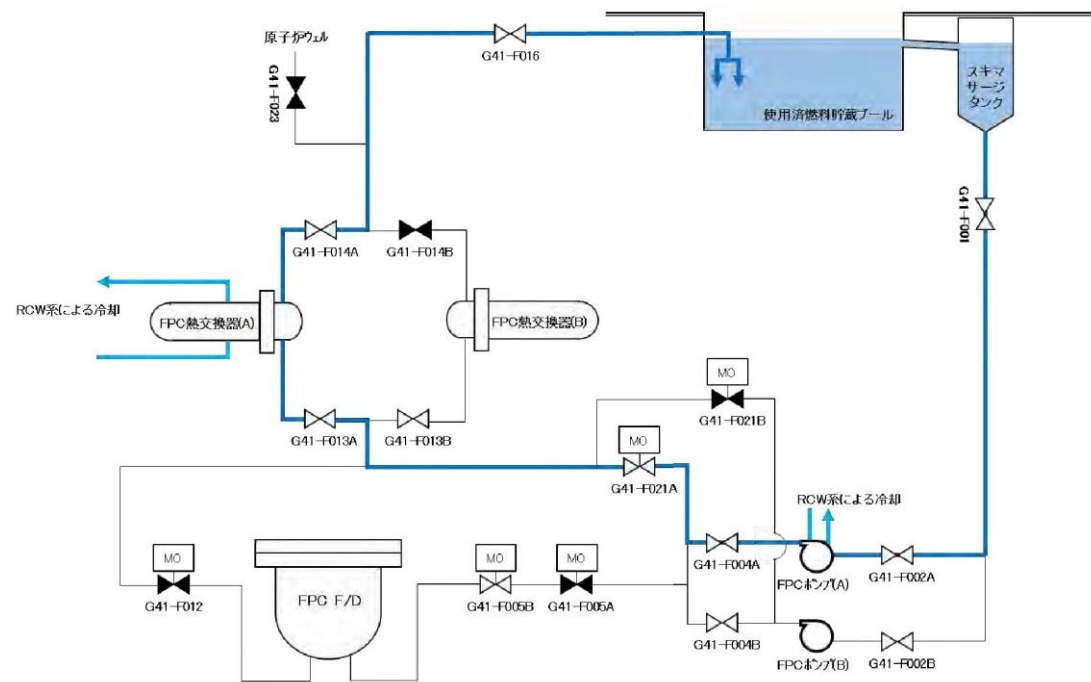 原子炉ウェル
G41-F023
G41-F016
使用済燃料貯蔵プール
スキマ
サージ
タンク
G41-F001
G41-F014A
G41-F014B
RCW系による冷却
FPC熱交換器(A)
FPC熱交換器(B)
MO
G41-F021B
G41-F013A
G41-F013B
MO
G41-F021A
RCW系による冷却
MO
G41-F012
FPC F/D
MO
G41-F005B
MO
G41-F005A
G41-F004A
FPCポンプ(A)
G41-F002A
G41-F004B
FPCポンプ(B)
G41-F002B